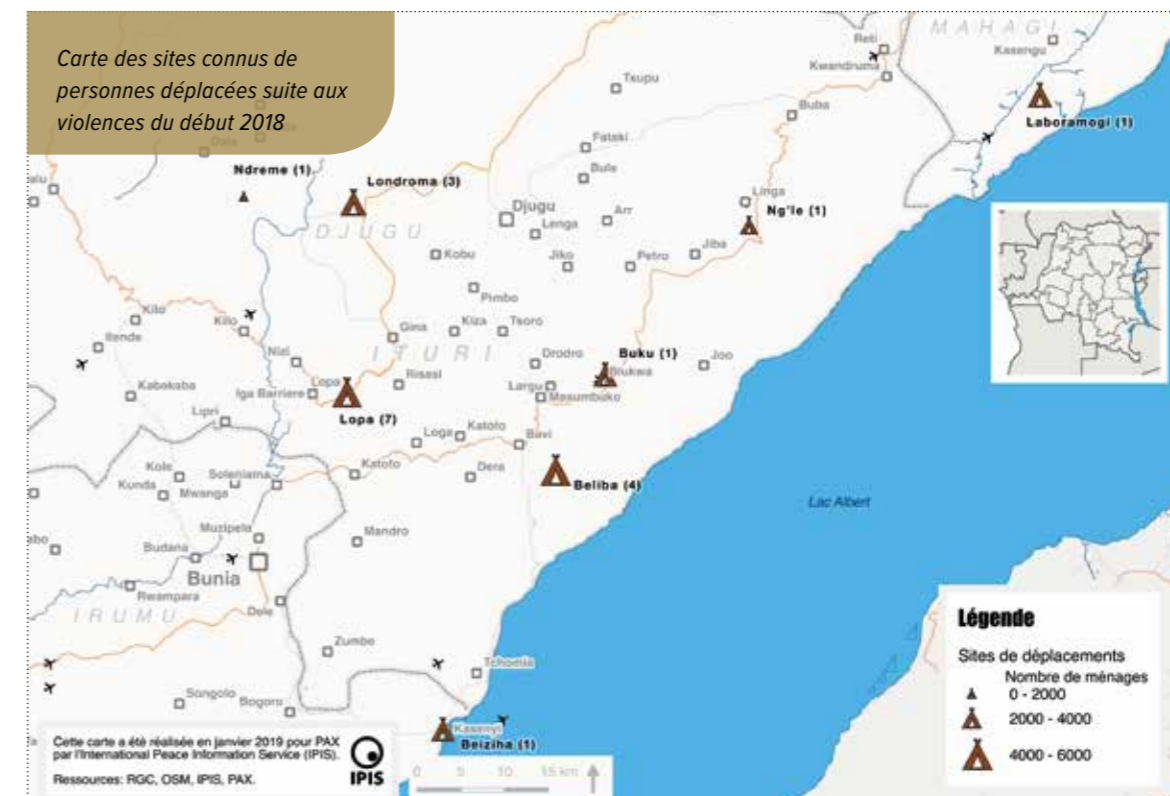 Carte des sites connus de
personnes déplacées suite aux
violences du début 2018
MAHAGI
Reti
Kasengu
Kwandruma
Tsupu
Laboramogi (1)
Buba
Fataki
Ndreme (1)
Londroma (3)
Bule
Linga
Djugu
Arr
Ng'le (1)
Lenga
DJUGU
Kobu
Jiko
Petro
Jiba
Pimbo
Kilo
Kilo
Kiza
Tsoro
Itende
Gina
ITURI
Nizi
Drodro
Buku (1)
Joo
Blukwa
Kabakaba
Lopa
Risasi
Largu
Iga Barriere
Masumbuko
Lipri
Lopa (7)
Loga
Katoto
Bavi
Kole
Soleniama
Katoto
Dera
Beliba (4)
Kunda
Mwanga
Lac Albert
Muzipela
Mandro
Budana
Bunia
Rwampara
Dele
IRUMU
Zumbo
Tchomia
Songolo
Bogoro
Kasenyi
Beiziha (1)
Légende
Sites de déplacements
Nombre de ménages
0 - 2000
2000 - 4000
4000 - 6000
Cette carte a été réalisée en janvier 2019 pour PAX
par l'International Peace Information Service (IPIS).
Ressources: RGC, OSM, IPIS, PAX.
IPIS
0 5 10 15 km